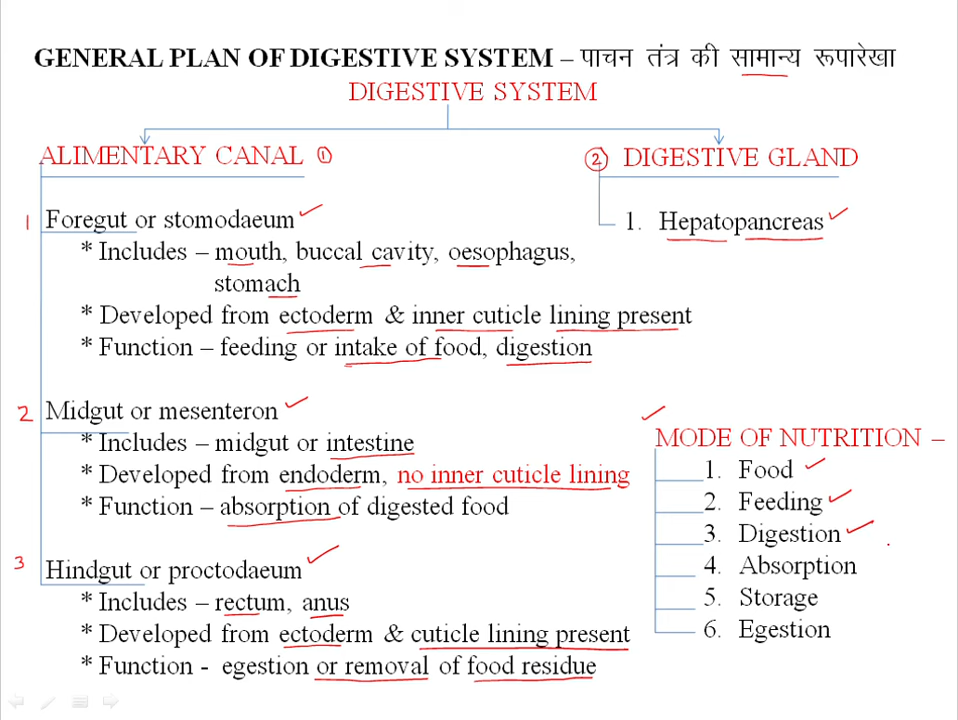 GENERAL PLAN OF DIGESTIVE SYSTEM – पाचन तंत्र की सामान्य रूपारेखा
DIGESTIVE SYSTEM
ALIMENTARY CANAL ①
1 Foregut or stomodaeum
* Includes – mouth, buccal cavity, oesophagus,
stomach
* Developed from ectoderm & inner cuticle lining present
* Function – feeding or intake of food, digestion
2 Midgut or mesenteron
* Includes – midgut or intestine
* Developed from endoderm, no inner cuticle lining
* Function – absorption of digested food
3 Hindgut or proctodaeum
* Includes – rectum, anus
* Developed from ectoderm & cuticle lining present
* Function - egestion or removal of food residue
② DIGESTIVE GLAND
1. Hepatopancreas
MODE OF NUTRITION –
1. Food
2. Feeding
3. Digestion
4. Absorption
5. Storage
6. Egestion